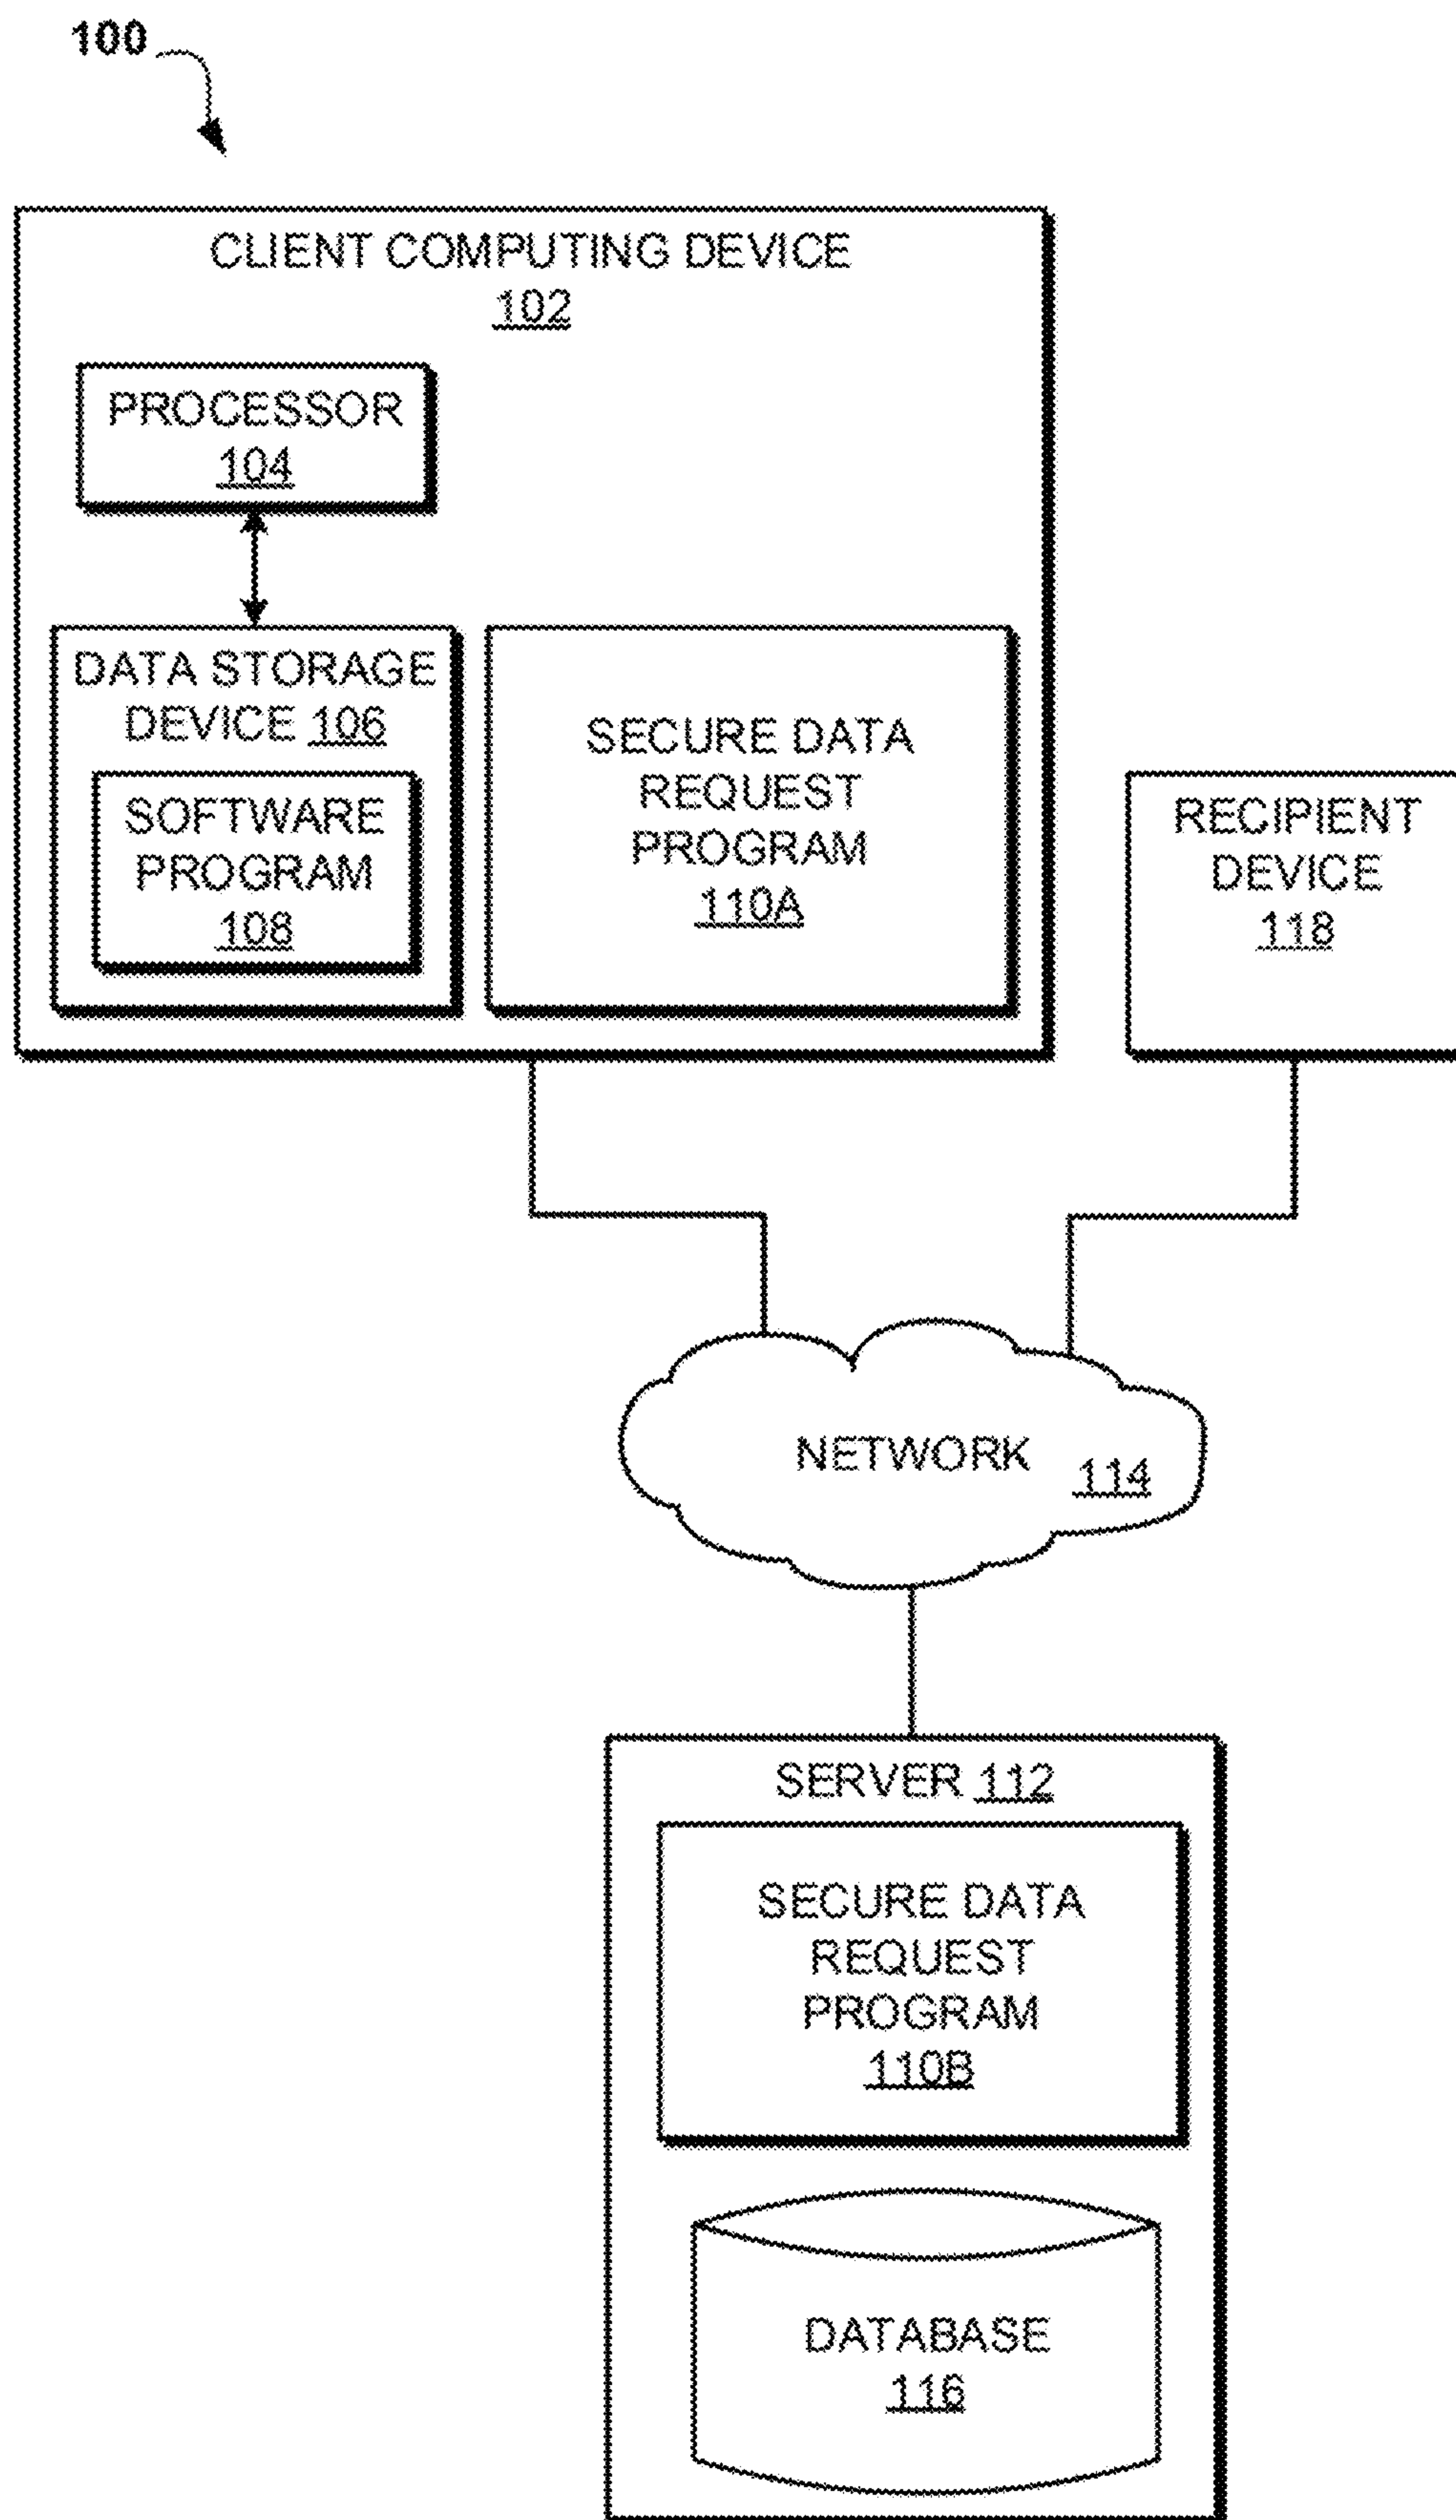 100
CLIENT COMPUTING DEVICE
102
PROCESSOR
104
DATA STORAGE
DEVICE 106
SOFTWARE
PROGRAM
108
SECURE DATA
REQUEST
PROGRAM
110A
RECIPIENT
DEVICE
118
NETWORK 114
SERVER 112
SECURE DATA
REQUEST
PROGRAM
110B
DATABASE
116